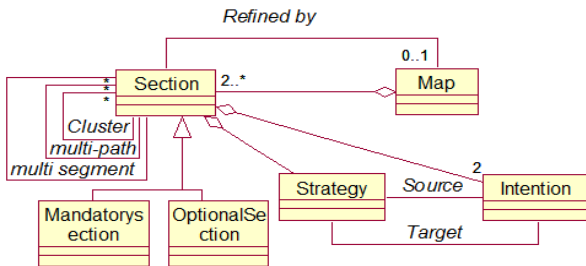 Refined by
0..1
Section
2..*
Map
*
*
*
Cluster
multi-path
multi segment
2
Strategy
Source
Intention
Mandatorys
ection
OptionalSe
ction
Target